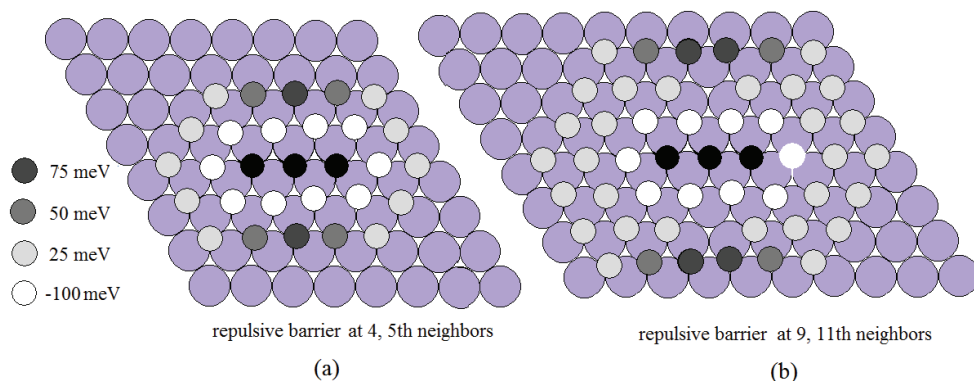 75 meV
50 meV
25 meV
-100 meV
repulsive barrier at 4, 5th neighbors
repulsive barrier at 9, 11th neighbors
(a)
(b)